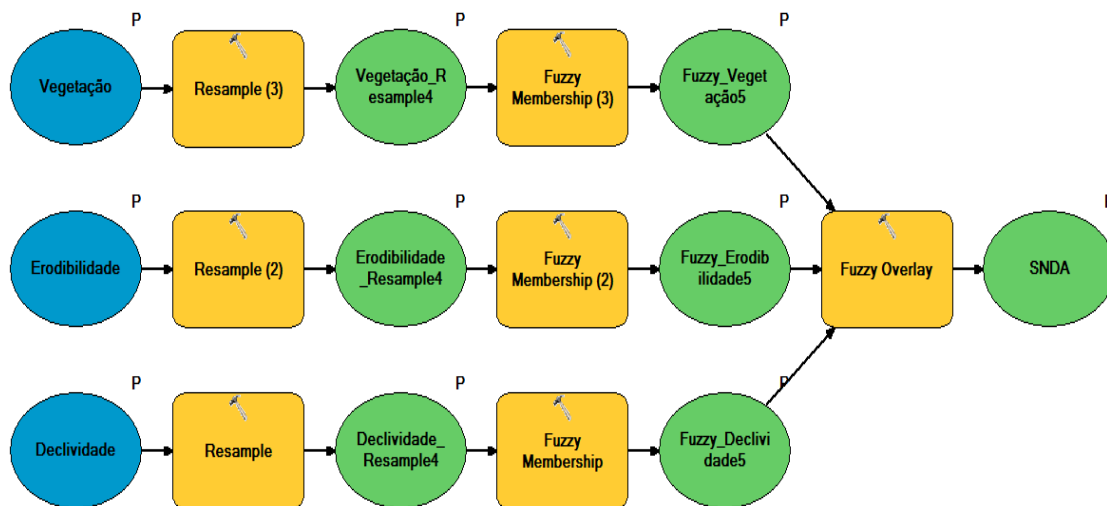 P P P
Vegetação
Resample (3)
Vegetação_R
esample4
Fuzzy
Membership (3)
Fuzzy_Veget
ação5
P P P P
Erodibilidade
Resample (2)
Erodibilidade
_Resample4
Fuzzy
Membership (2)
Fuzzy_Erodib
ilidade5
Fuzzy Overlay
SNDA
P P P
Declividade
Resample
Declividade_
Resample4
Fuzzy
Membership
Fuzzy_Declivi
dade5